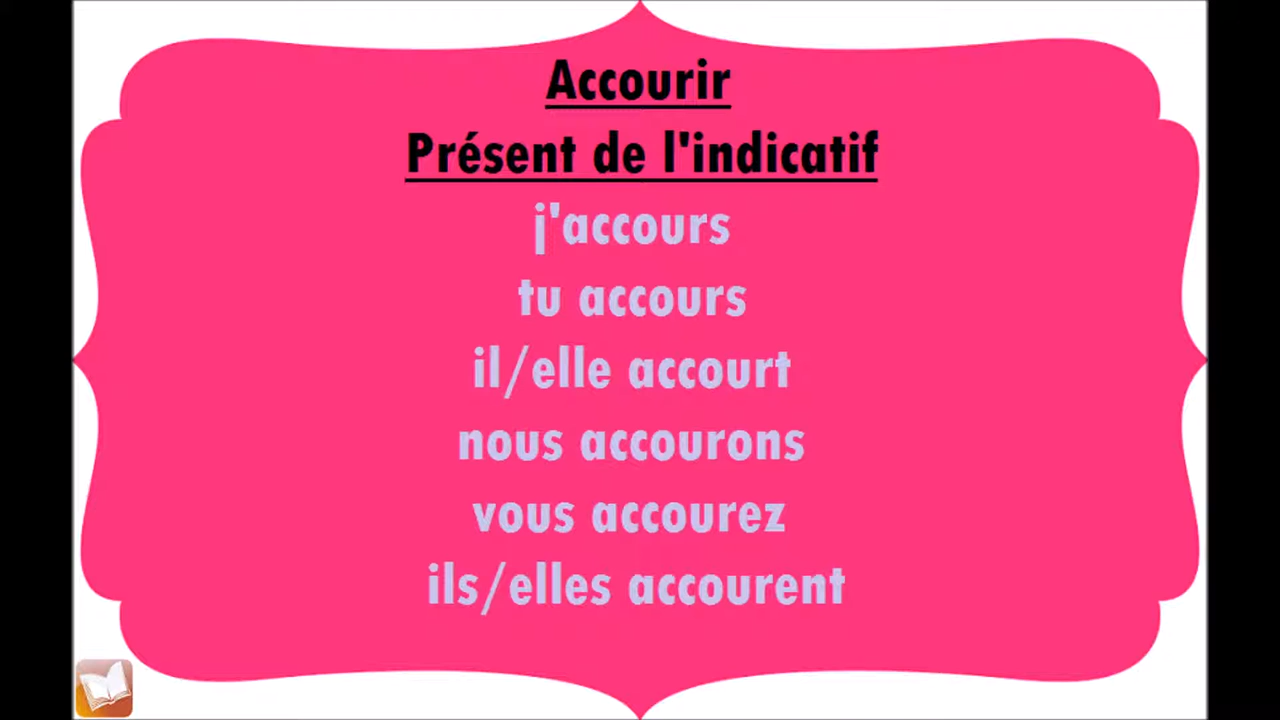 Accourir
Présent de l'indicatif
j'accours
tu accours
il/elle accourt
nous accourons
vous accourez
ils/elles accourent